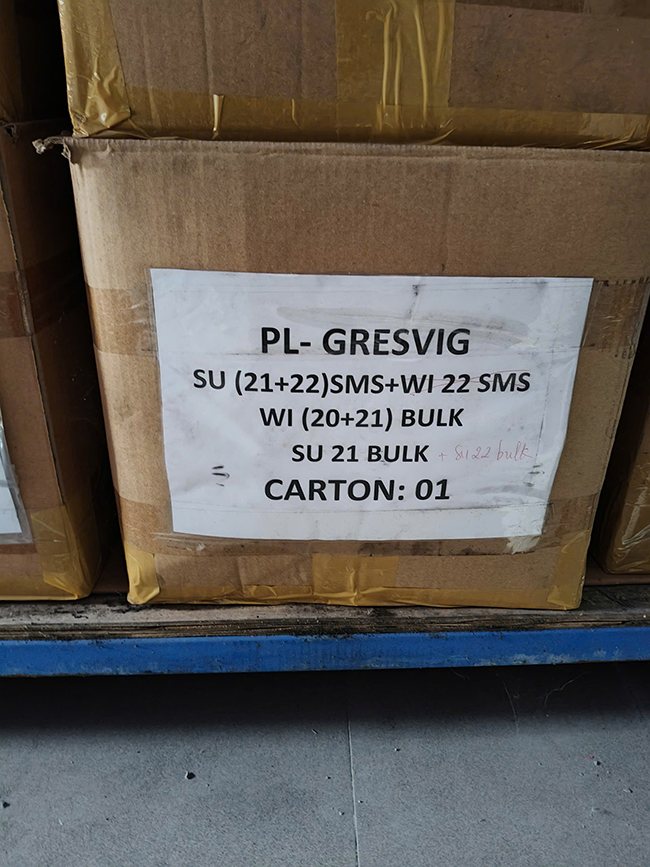 PL- GRESVIG
SU (21+22)SMS+WI 22 SMS
WI (20+21) BULK
SU 21 BULK + SU 22 bulk
CARTON: 01